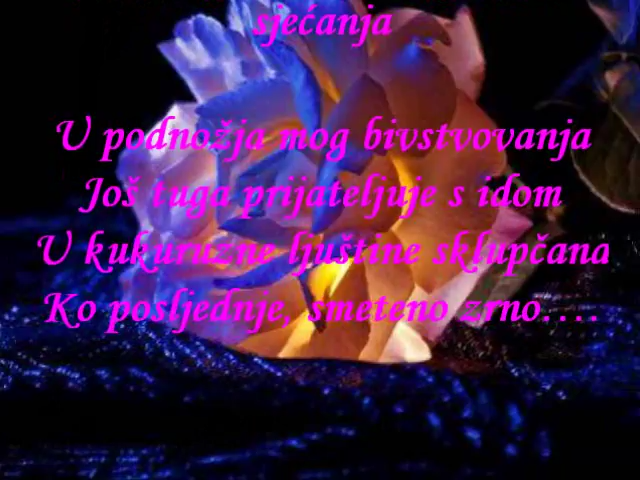 sjećanja
U podnožja mog bivstvovanja
Još tuga prijateljuje s idom
U kukuruzne ljuštine sklupčana
Ko posljednje, smeteno zrno….